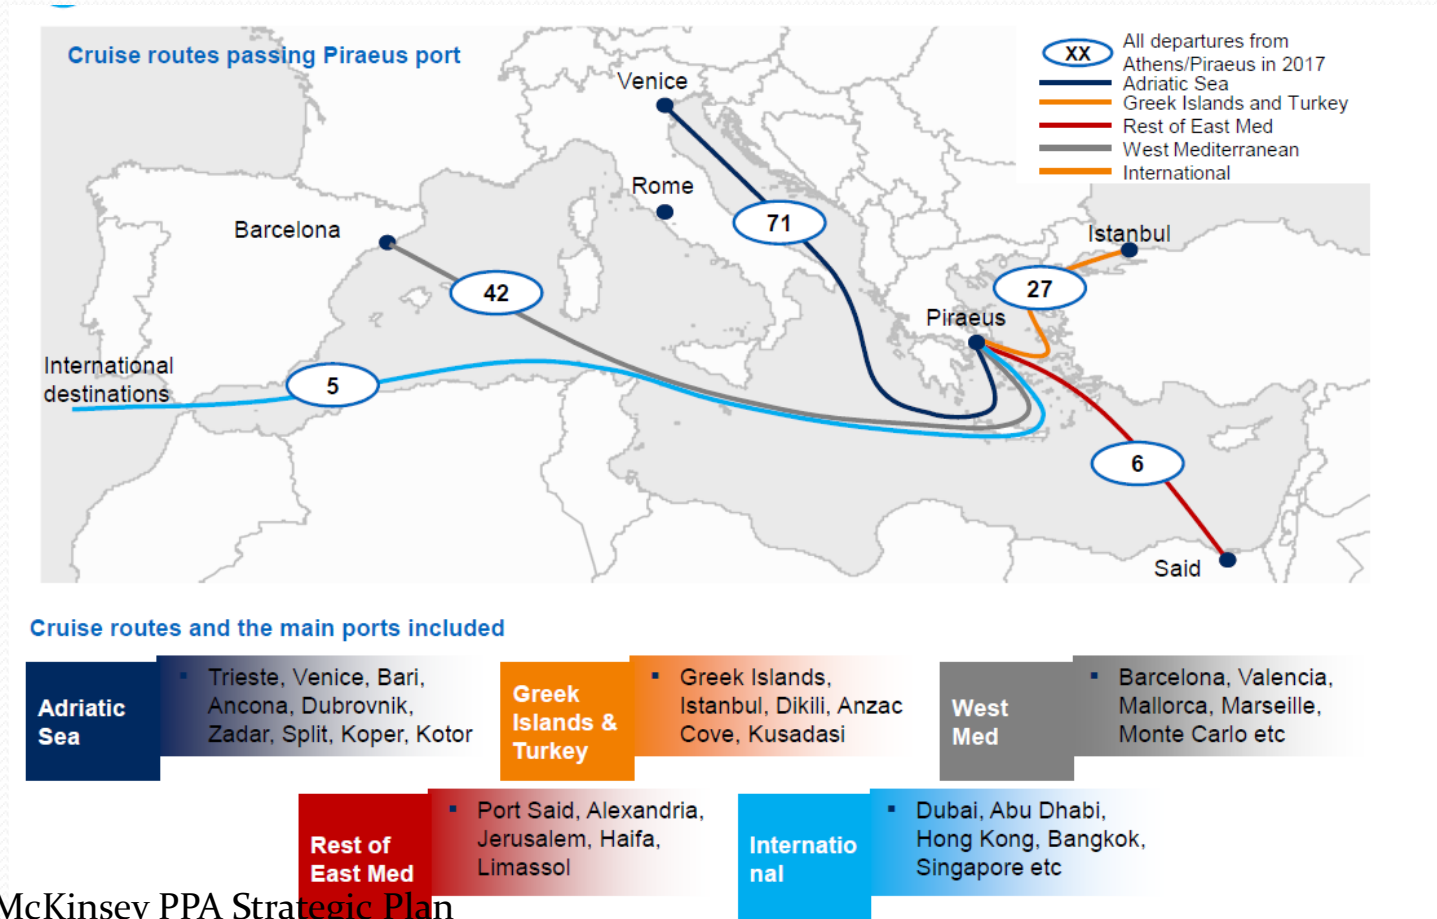 Cruise routes passing Piraeus port
XX
All departures from
Athens/Piraeus in 2017
Adriatic Sea
Greek Islands and Turkey
Rest of East Med
West Mediterranean
International
Venice
Rome
Barcelona
71
Istanbul
42
27
Piraeus
International
destinations
5
6
Said
Cruise routes and the main ports included
Adriatic
Sea
▪ Trieste, Venice, Bari,
Ancona, Dubrovnik,
Zadar, Split, Koper, Kotor
Greek
Islands &
Turkey
▪ Greek Islands,
Istanbul, Dikili, Anzac
Cove, Kusadasi
West
Med
▪ Barcelona, Valencia,
Mallorca, Marseille,
Monte Carlo etc
Rest of
East Med
▪ Port Said, Alexandria,
Jerusalem, Haifa,
Limassol
Internatio
nal
▪ Dubai, Abu Dhabi,
Hong Kong, Bangkok,
Singapore etc
McKinsey PPA Strategic Plan